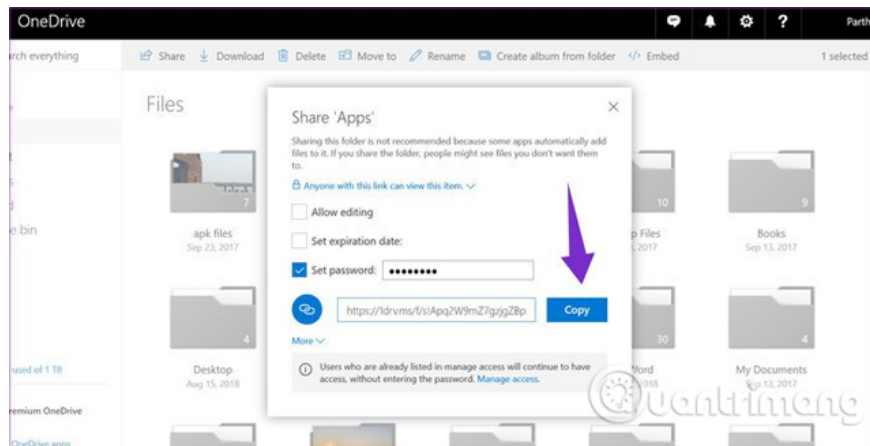 OneDrive
Parth
rch everything
Share
Download
Delete
Move to
Rename
Create album from folder
Embed
1 selected
Files
e bin
used of 1 TB
remium OneDrive
OneDrive apps
7
apk files
Sep 23, 2017
4
Desktop
Aug 15, 2018
Share 'Apps'
Sharing this folder is not recommended because some apps automatically add
files to it. If you share the folder, people might see files you don't want them
to.
Anyone with this link can view this item.
Allow editing
Set expiration date:
Set password: ●●●●●●●●
https://1drv.ms/f/s!Apq2W9mZ7gzjgZBp
Copy
More
Users who are already listed in manage access will continue to have
access, without entering the password. Manage access.
10
p Files
, 2017
9
Books
Sep 13, 2017
30
Word
2018
4
My Documents
Sep 13, 2017
Quantrimang